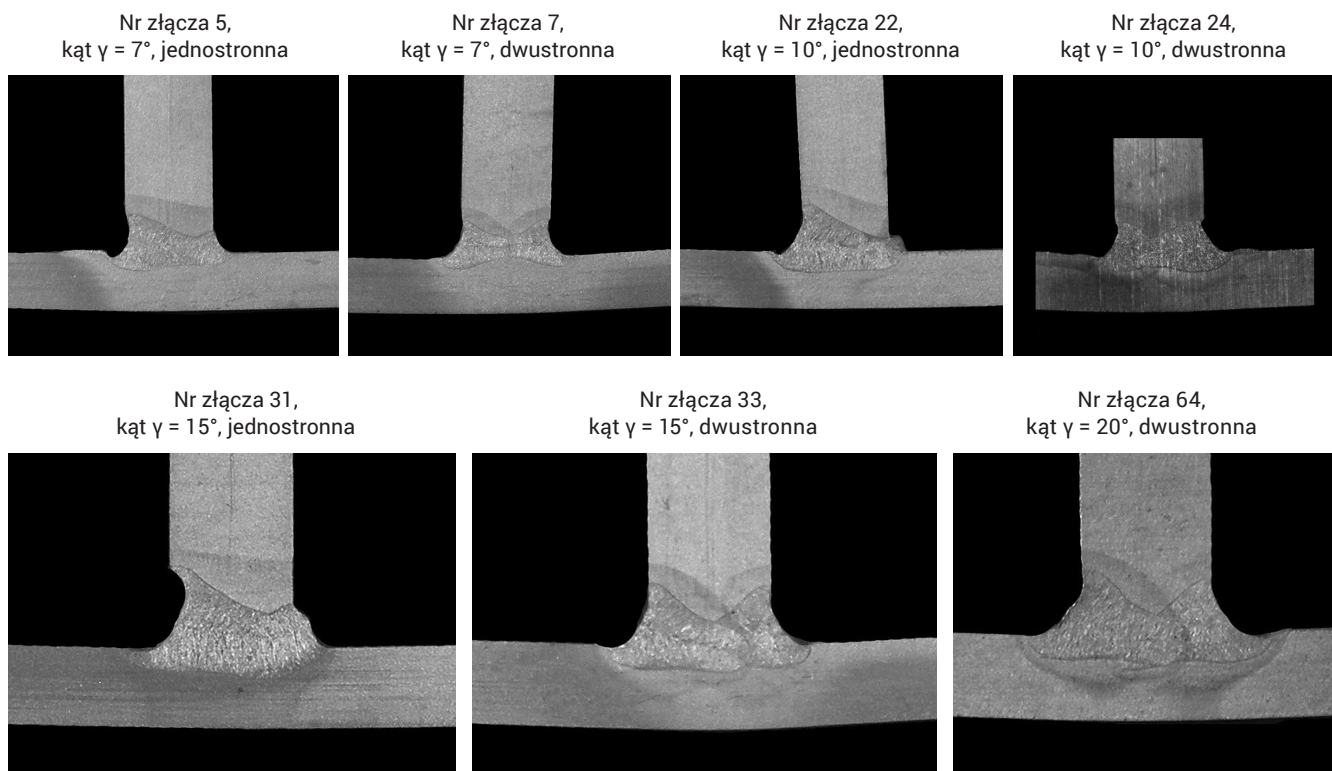 Nr złącza 5,
kąt γ = 7°, jednostronna
Nr złącza 7,
kąt γ = 7°, dwustronna
Nr złącza 22,
kąt γ = 10°, jednostronna
Nr złącza 24,
kąt γ = 10°, dwustronna
Nr złącza 31,
kąt γ = 15°, jednostronna
Nr złącza 33,
kąt γ = 15°, dwustronna
Nr złącza 64,
kąt γ = 20°, dwustronna